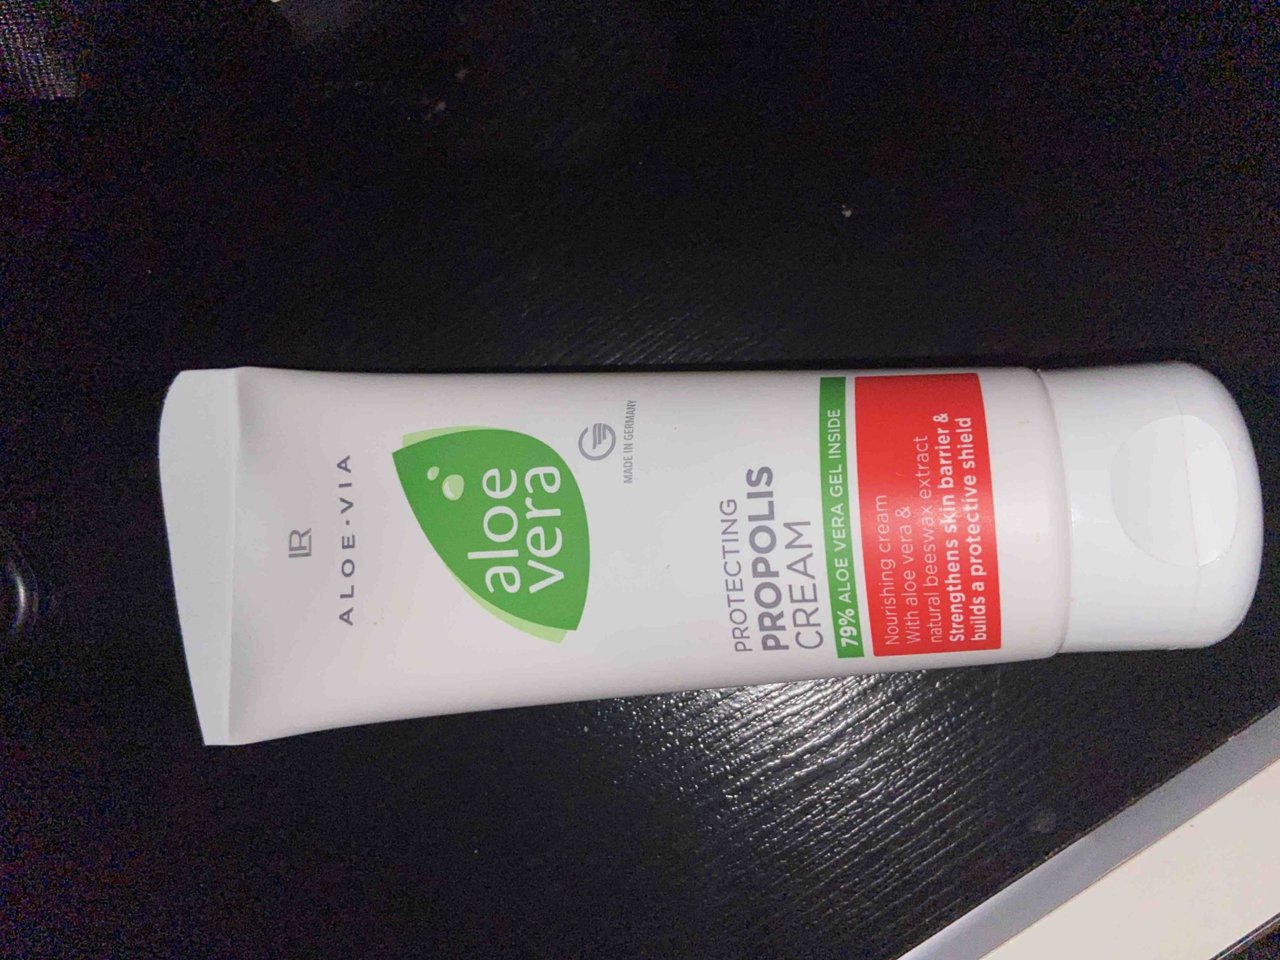 LR
ALOE·VIA
aloe
vera
MADE IN GERMANY
PROTECTING
PROPOLIS
CREAM
79% ALOE VERA GEL INSIDE
Nourishing cream
With aloe vera &
natural beeswax extract
Strengthens skin barrier &
builds a protective shield